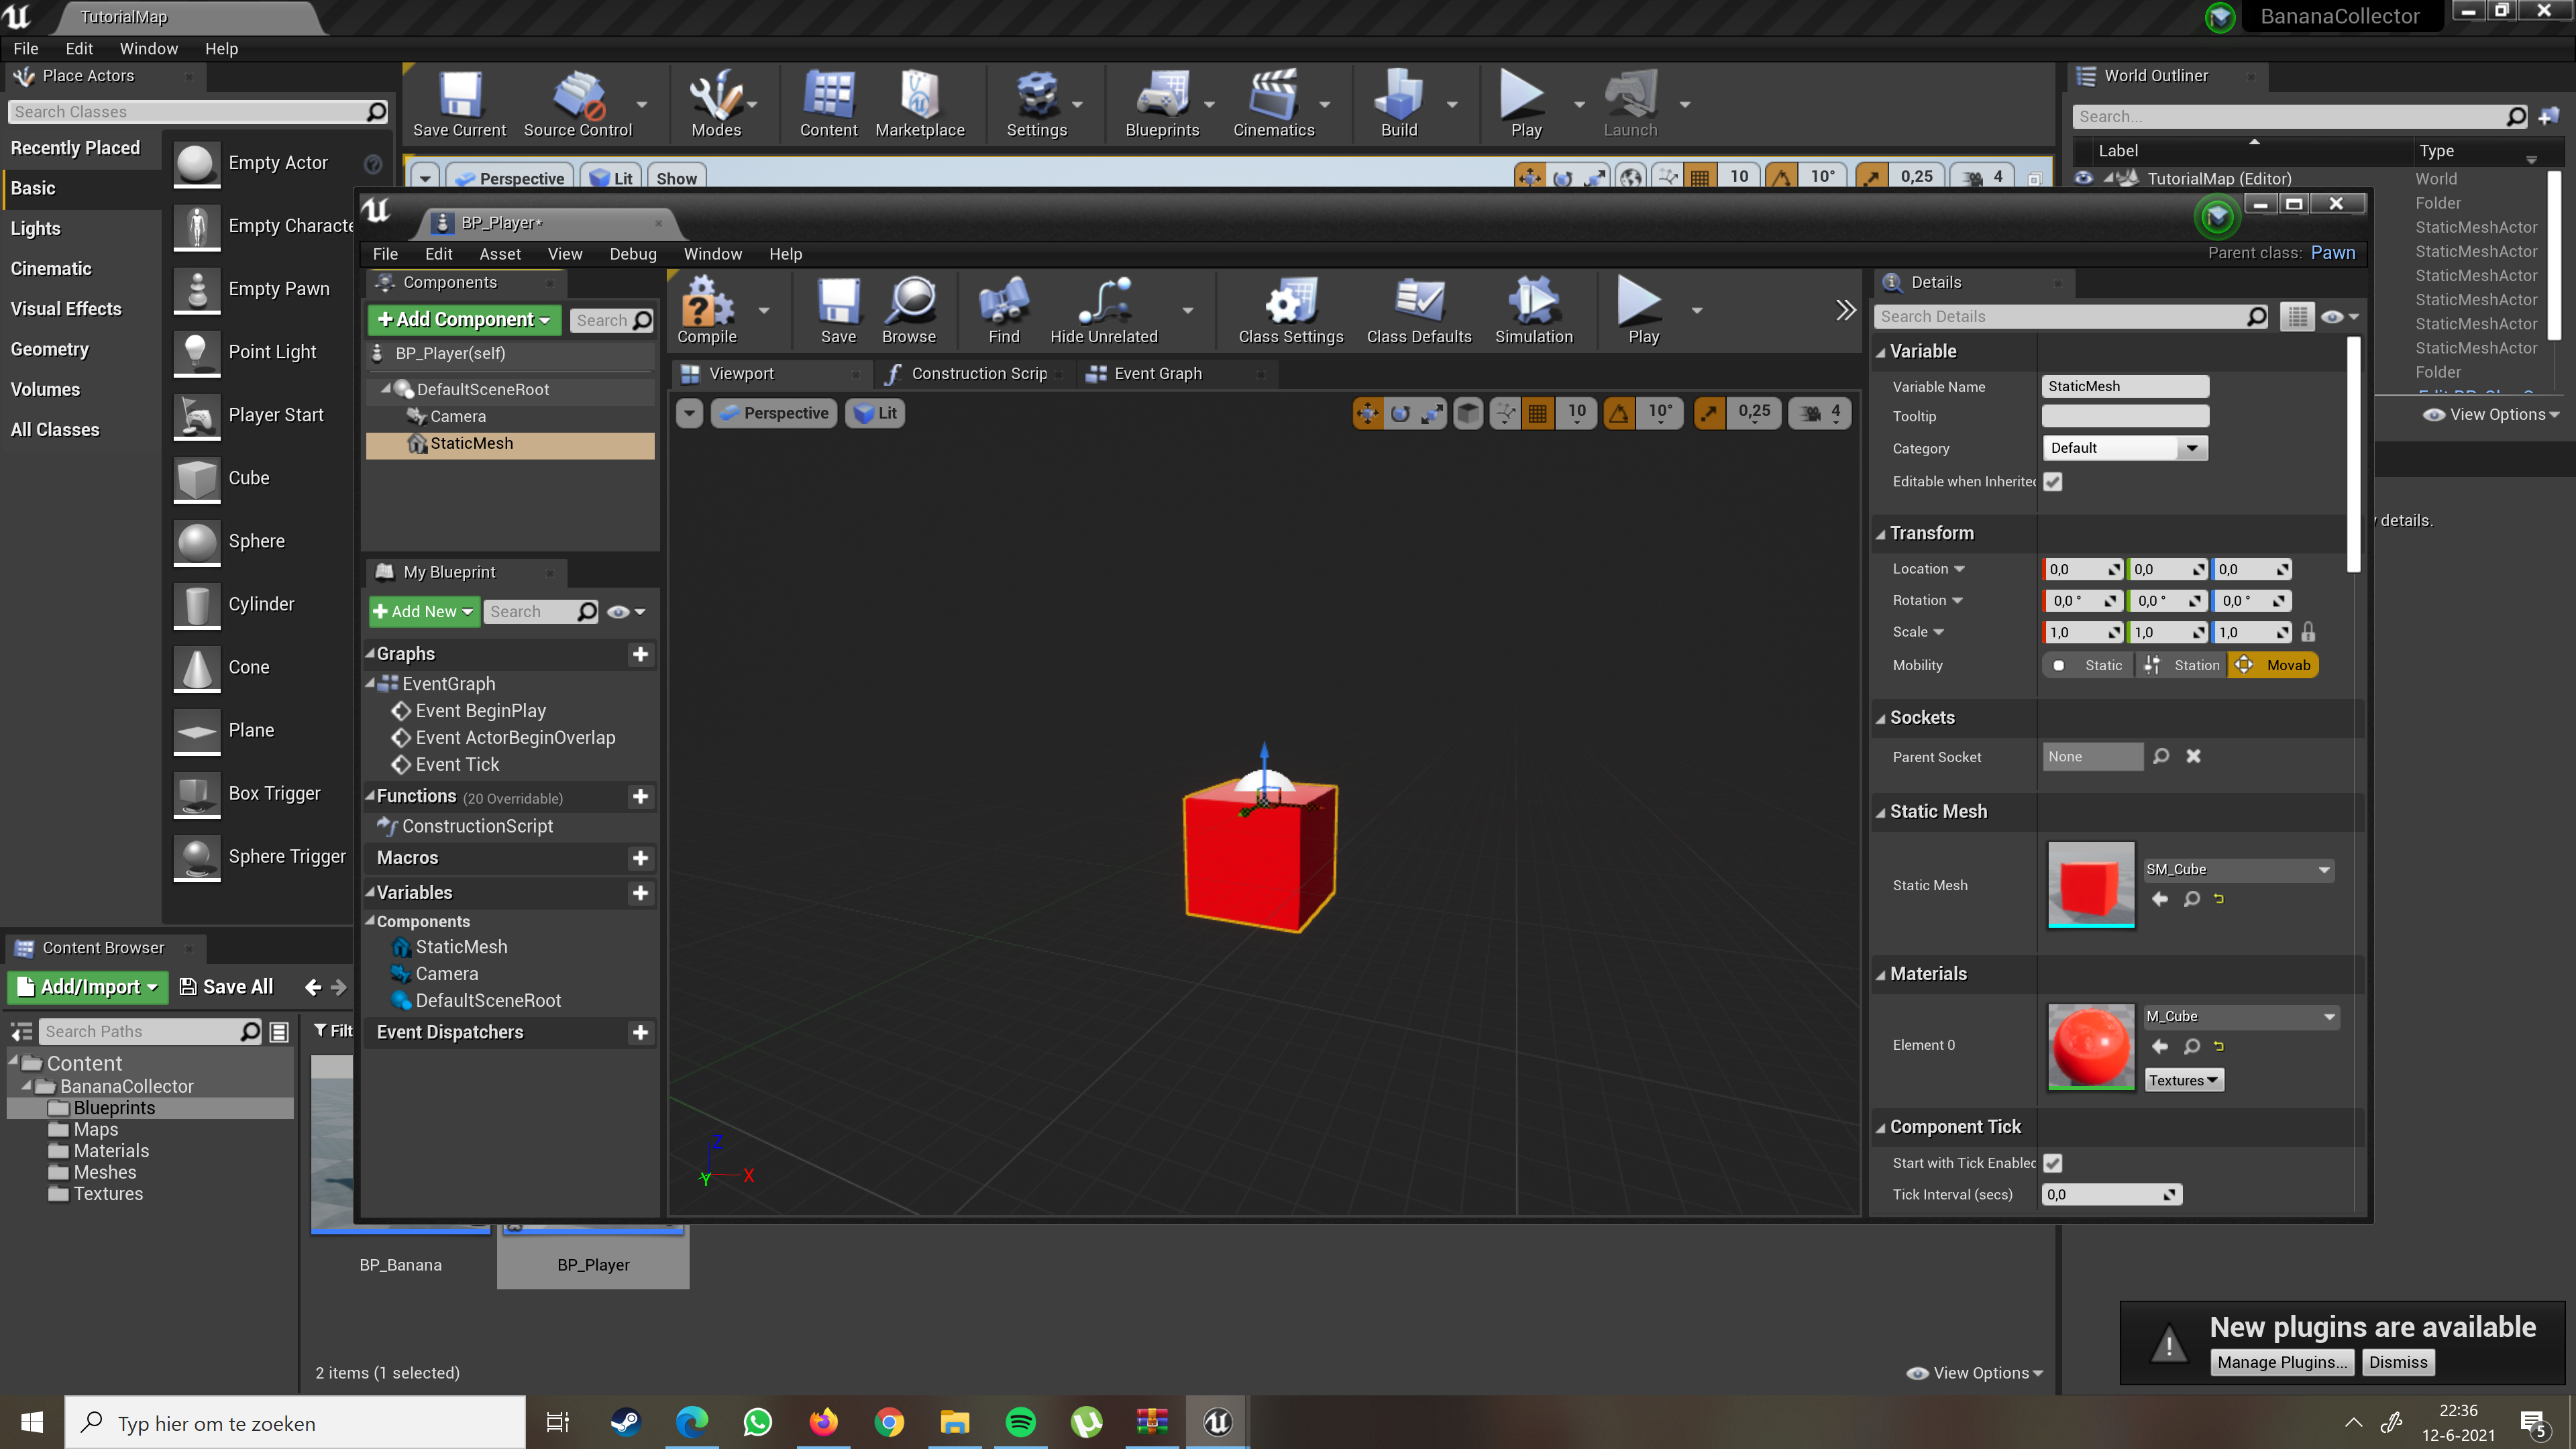 TutorialMap
BananaCollector
File Edit Window Help
Place Actors
Search Classes
Recently Placed
Basic
Lights
Cinematic
Visual Effects
Geometry
Volumes
All Classes
Empty Actor
Empty Characte
Empty Pawn
Point Light
Player Start
Cube
Sphere
Cylinder
Cone
Plane
Box Trigger
Sphere Trigger
Save Current Source Control Modes Content Marketplace Settings Blueprints Cinematics Build Play Launch
Perspective Lit Show 10 10° 0,25 4
World Outliner
Search...
Label Type
TutorialMap (Editor) World
Folder
StaticMeshActor
StaticMeshActor
StaticMeshActor
StaticMeshActor
StaticMeshActor
StaticMeshActor
Folder
View Options
details.
BP_Player*
File Edit Asset View Debug Window Help
Parent class: Pawn
Components
+ Add Component Search
BP_Player(self)
DefaultSceneRoot
Camera
StaticMesh
My Blueprint
+ Add New Search
Graphs
EventGraph
Event BeginPlay
Event ActorBeginOverlap
Event Tick
Functions (20 Overridable)
ConstructionScript
Macros
Variables
Components
StaticMesh
Camera
DefaultSceneRoot
Event Dispatchers
Compile Save Browse Find Hide Unrelated Class Settings Class Defaults Simulation Play
Viewport Construction Scrip Event Graph
Perspective Lit 10 10° 0,25 4
Z
Y X
Details
Search Details
Variable
Variable Name StaticMesh
Tooltip
Category Default
Editable when Inherited
Transform
Location 0,0 0,0 0,0
Rotation 0,0 ° 0,0 ° 0,0 °
Scale 1,0 1,0 1,0
Mobility Static Station Movab
Sockets
Parent Socket None
Static Mesh
Static Mesh SM_Cube
Materials
Element 0 M_Cube
Textures
Component Tick
Start with Tick Enabled
Tick Interval (secs) 0,0
Content Browser
Add/Import Save All
Search Paths
Filt
Content
BananaCollector
Blueprints
Maps
Materials
Meshes
Textures
BP_Banana BP_Player
2 items (1 selected)
View Options
New plugins are available
Manage Plugins... Dismiss
Typ hier om te zoeken
22:36
12-6-2021
5